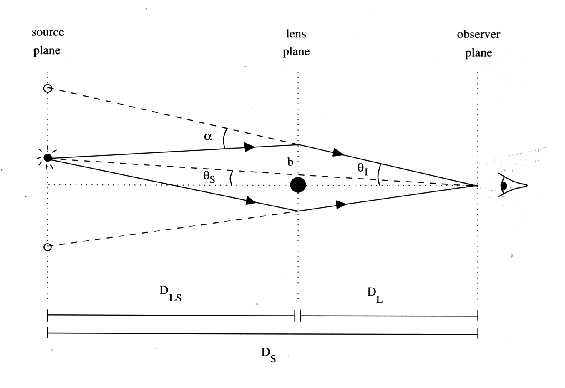 source
plane
lens
plane
observer
plane
α
b
θS
θI
DLS
DL
DS